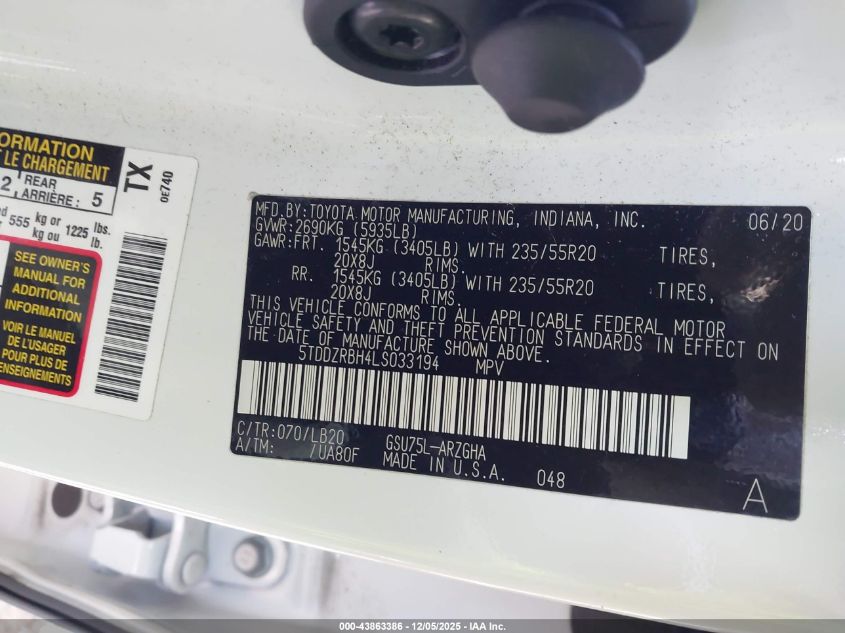 ORMATION
LE CHARGEMENT
2 REAR ARRIÈRE: 5
555 kg or kg ou 1225 lbs. lb.
SEE OWNER'S
MANUAL FOR
ADDITIONAL
INFORMATION
VOIR LE MANUEL
DE L'USAGER
POUR PLUS DE
ENSEIGNEMENTS
TX
0E740
MFD.BY:TOYOTA MOTOR MANUFACTURING, INDIANA, INC. 06/20
GVWR:2690KG (5935LB)
GAWR:FRT. 1545KG (3405LB) WITH 235/55R20 TIRES,
20X8J RIMS.
RR. 1545KG (3405LB) WITH 235/55R20 TIRES,
20X8J RIMS.
THIS VEHICLE CONFORMS TO ALL APPLICABLE FEDERAL MOTOR
VEHICLE SAFETY AND THEFT PREVENTION STANDARDS IN EFFECT ON
THE DATE OF MANUFACTURE SHOWN ABOVE.
5TDDZRBH4LS033194 MPV
C/TR:070/LB20 GSU75L-ARZGHA
A/TM: /UA80F MADE IN U.S.A. 048
A
000-43863386 - 12/05/2025 - IAA Inc.